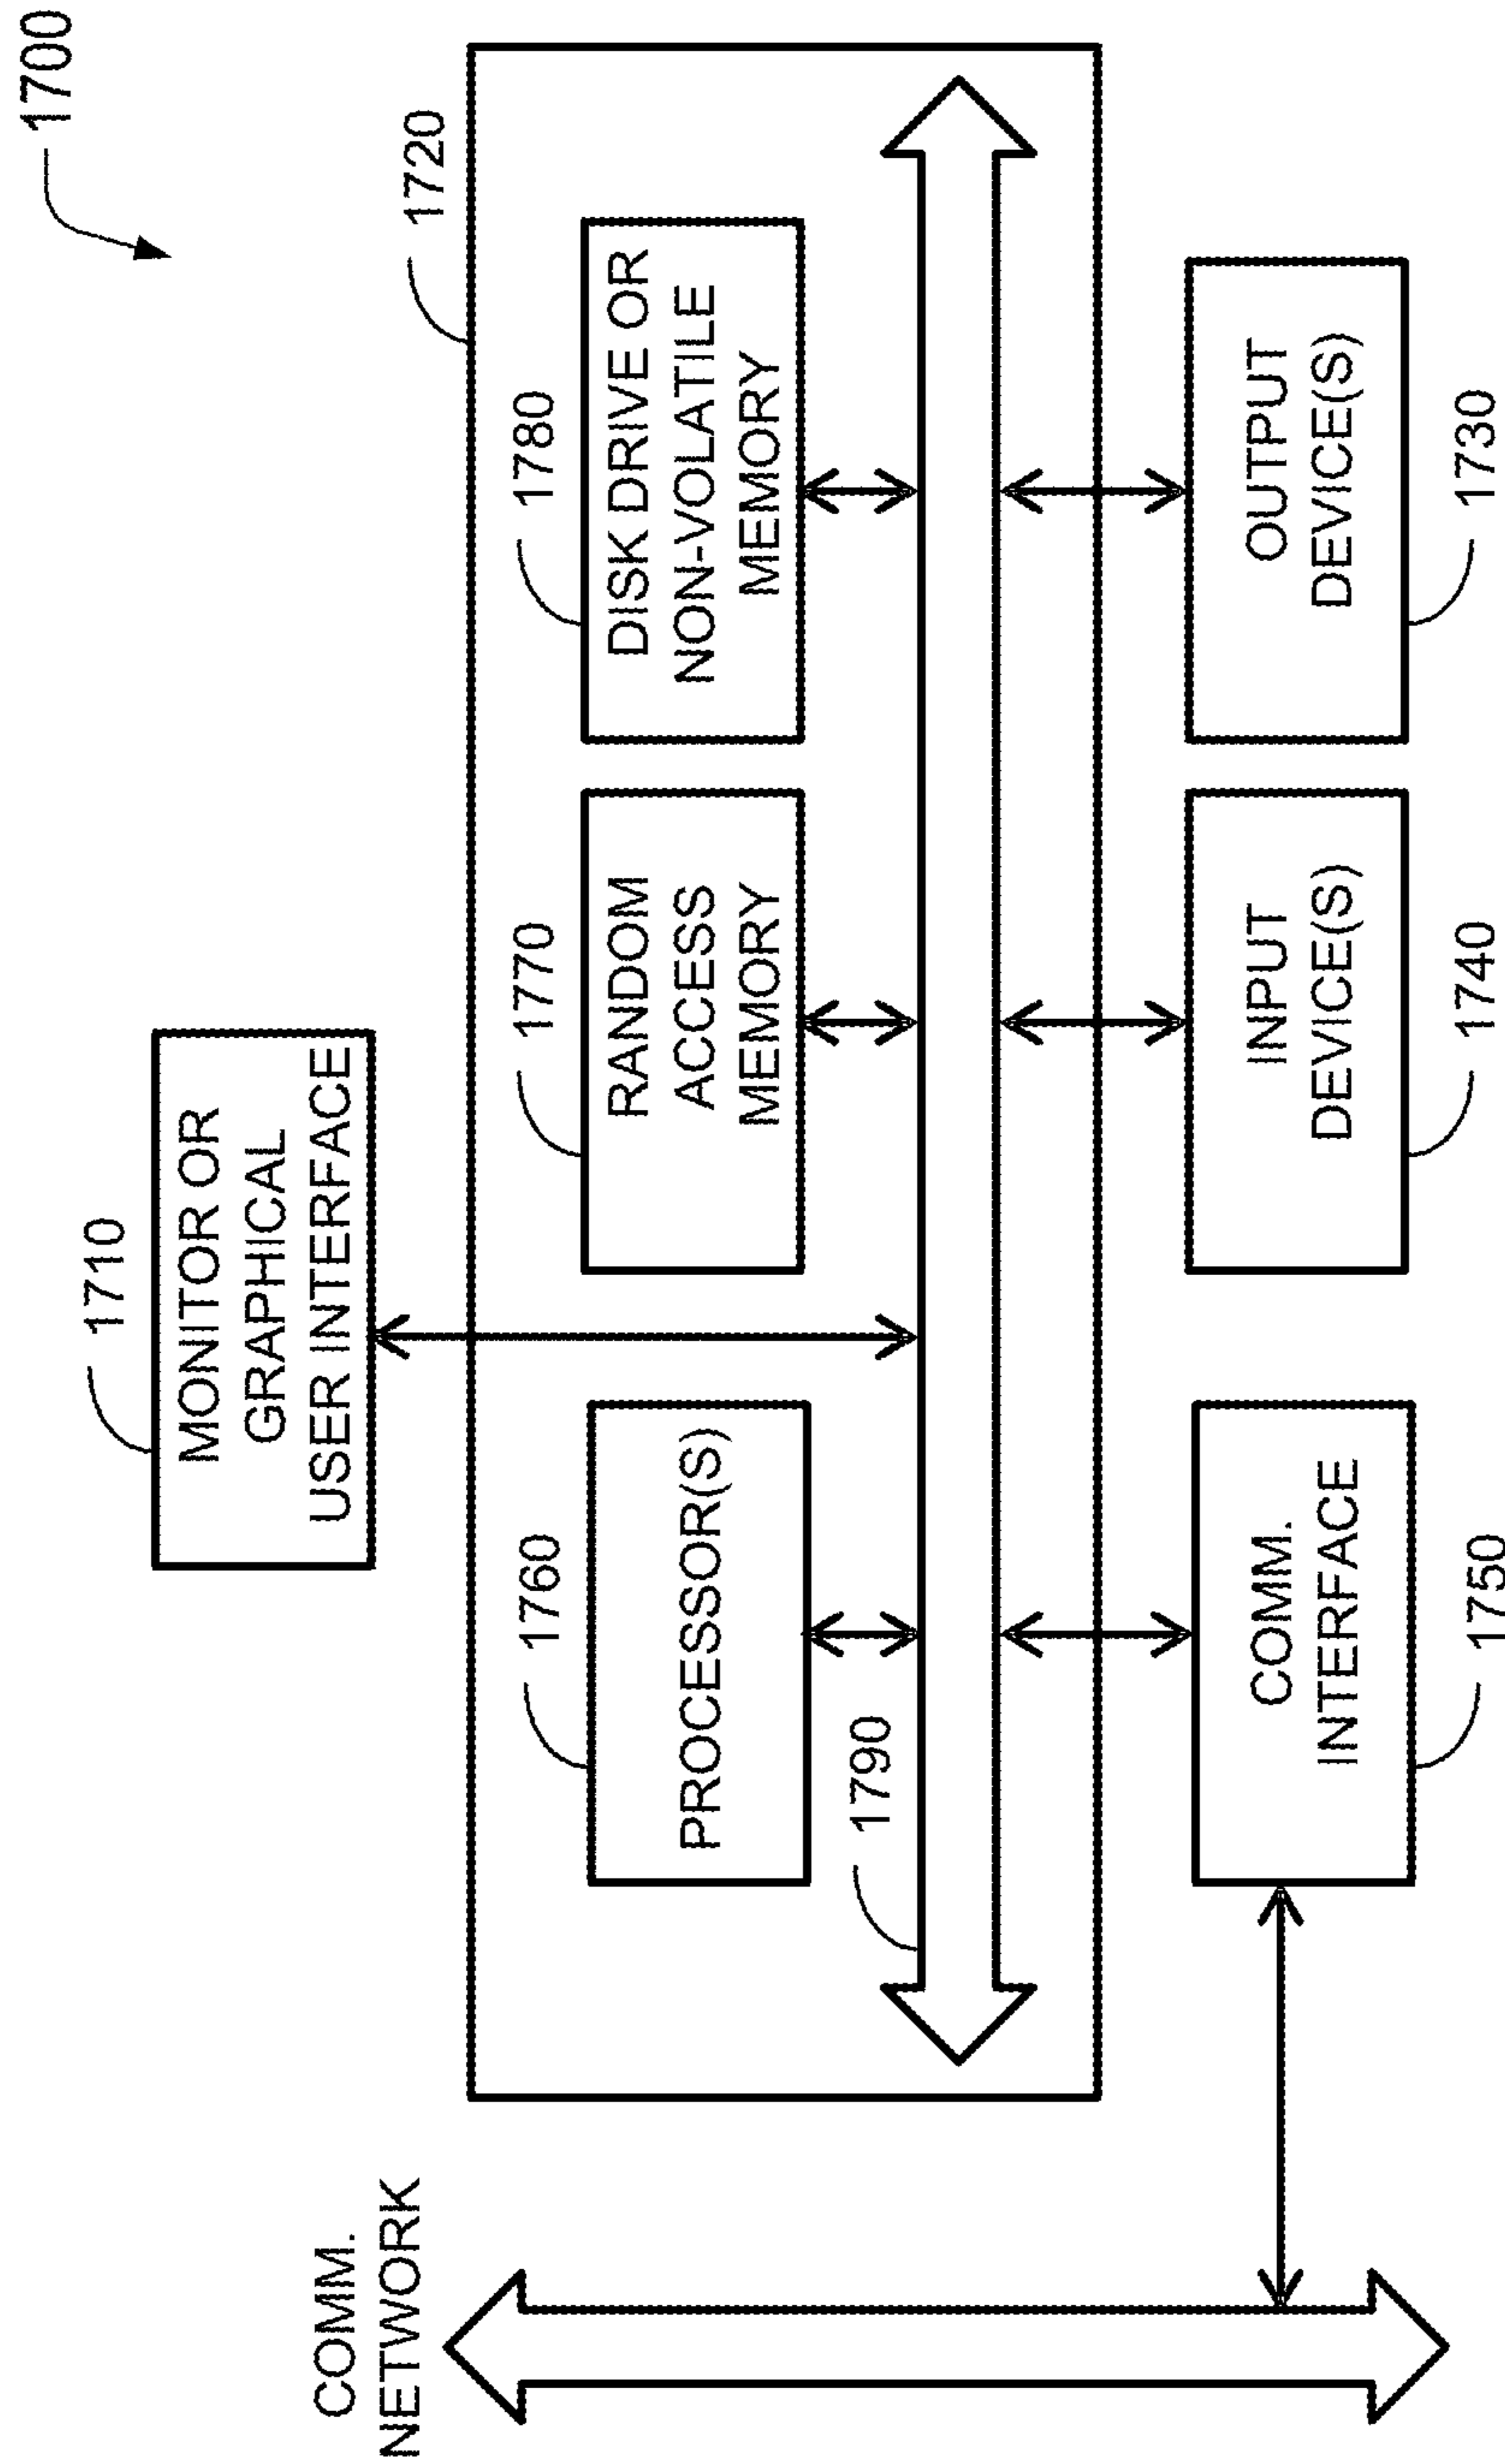 1700
1710
MONITOR OR
GRAPHICAL
USER INTERFACE
1720
COMM.
NETWORK
1760
PROCESSOR(S)
1770
RANDOM
ACCESS
MEMORY
1780
DISK DRIVE OR
NON-VOLATILE
MEMORY
1790
COMM.
INTERFACE
1750
INPUT
DEVICE(S)
1740
OUTPUT
DEVICE(S)
1730